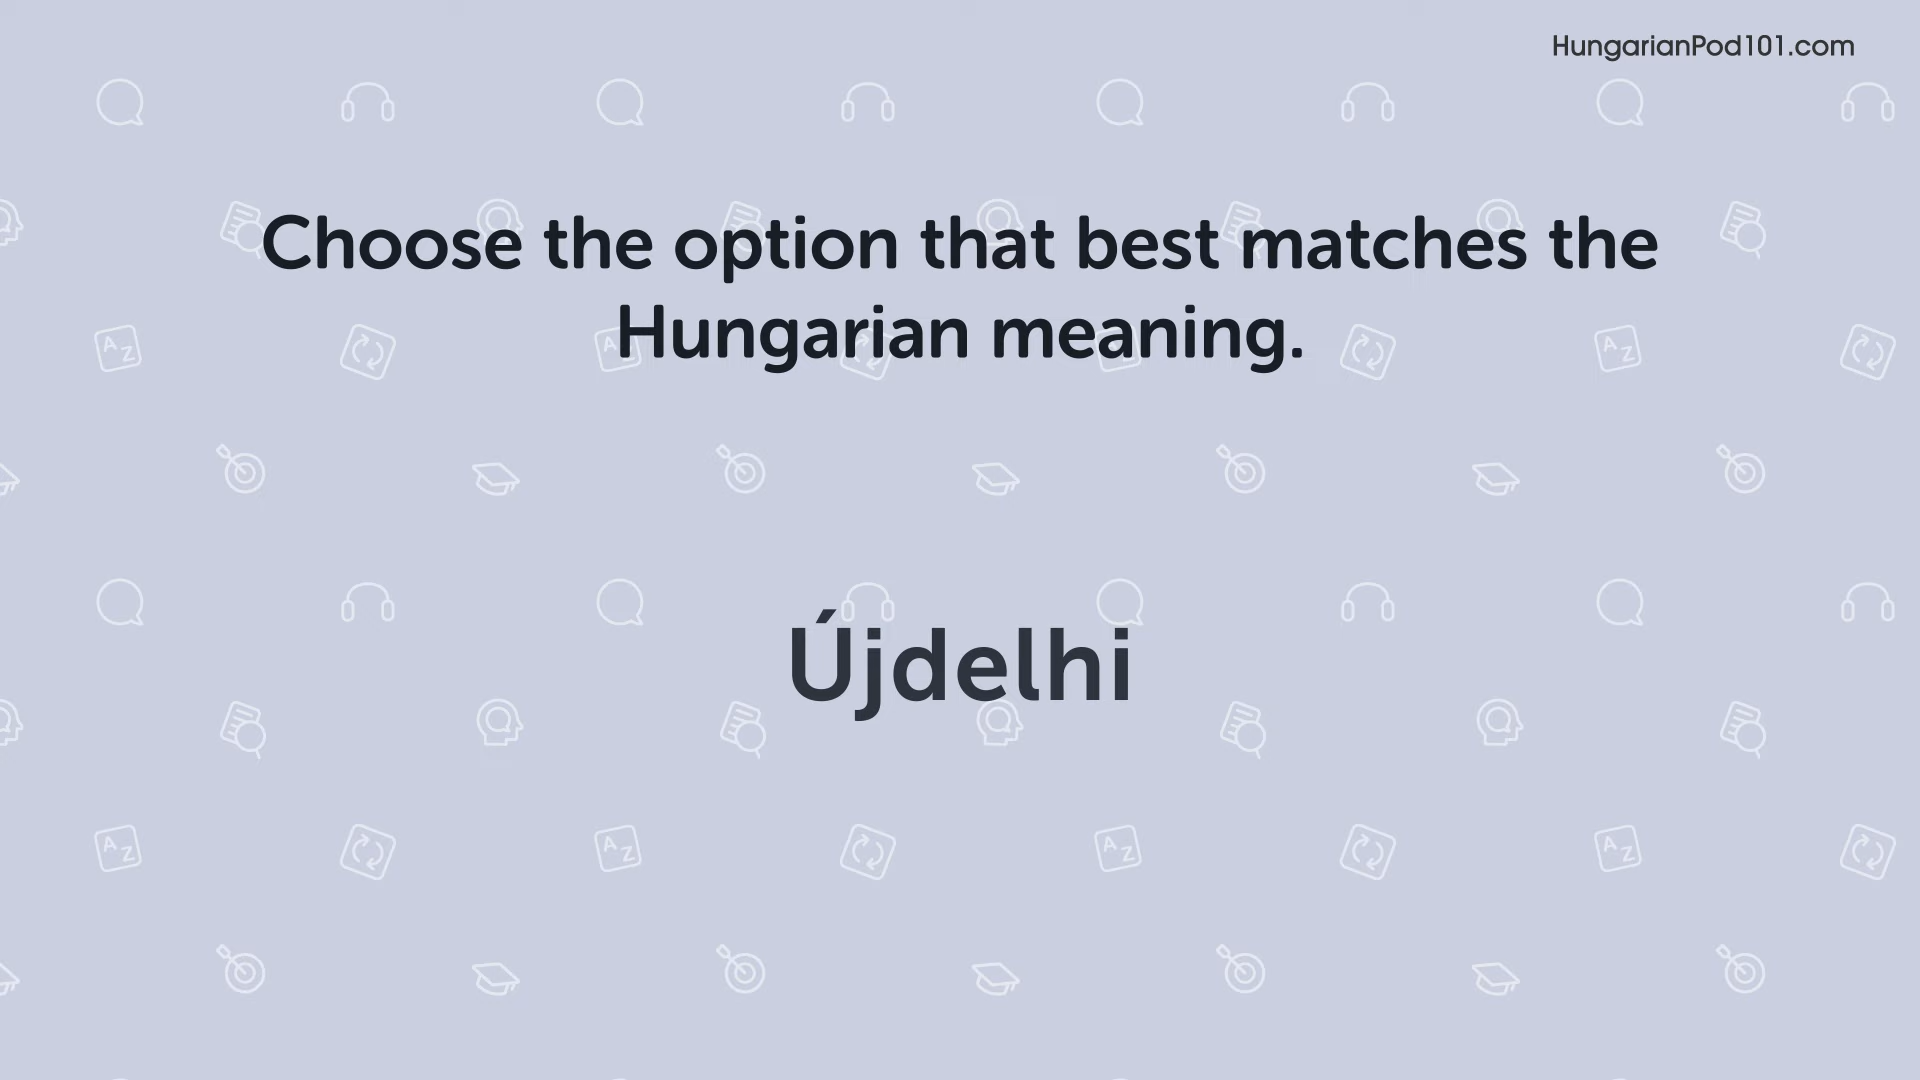 HungarianPod101.com
Choose the option that best matches the
Hungarian meaning.
Újdelhi